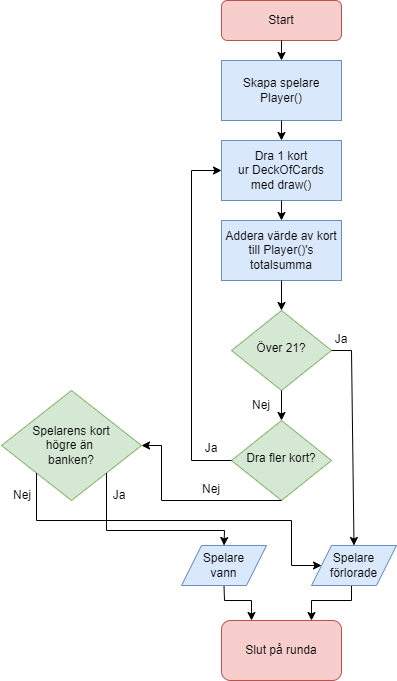 Start
Skapa spelare
Player()
Dra 1 kort
ur DeckOfCards
med draw()
Addera värde av kort
till Player()'s
totalsumma
Över 21?
Ja
Nej
Dra fler kort?
Ja
Nej
Spelarens kort
högre än
banken?
Nej
Ja
Spelare
vann
Spelare
förlorade
Slut på runda